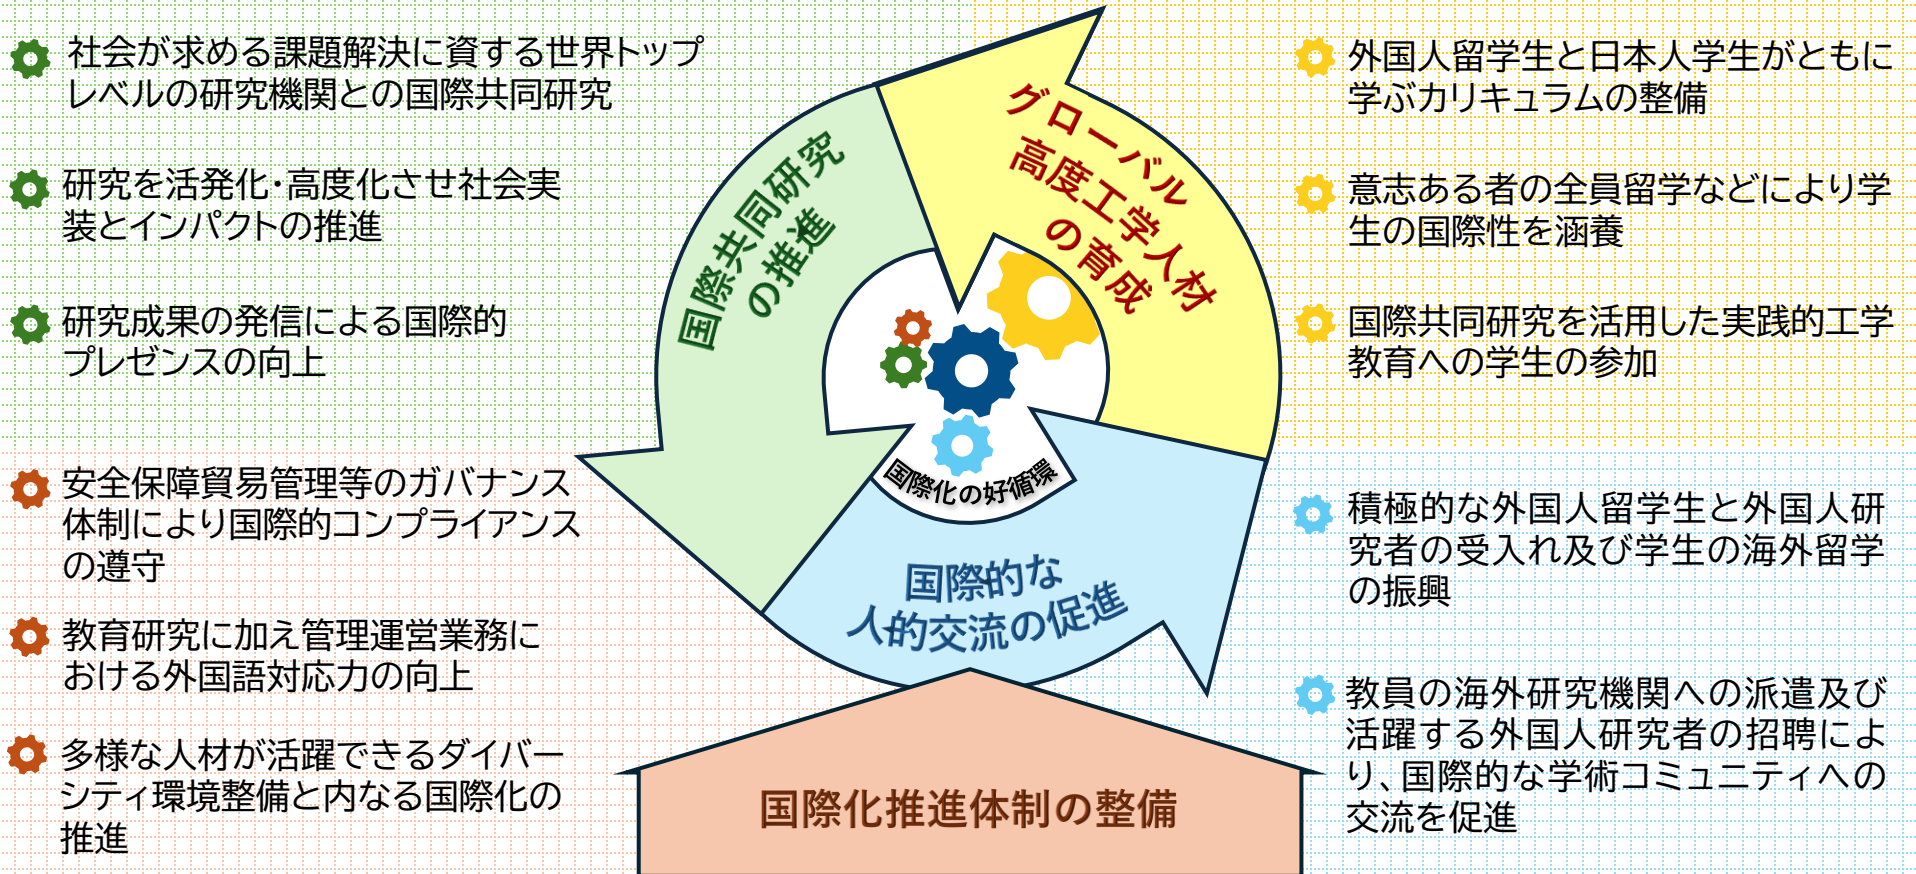 社会が求める課題解決に資する世界トップ
レベルの研究機関との国際共同研究
研究を活発化・高度化させ社会実
装とインパクトの推進
研究成果の発信による国際的
プレゼンスの向上
安全保障貿易管理等のガバナンス
体制により国際的コンプライアンス
の遵守
教育研究に加え管理運営業務に
おける外国語対応力の向上
多様な人材が活躍できるダイバー
シティ環境整備と内なる国際化の
推進
国際共同研究
の推進
グローバル
高度工学人材
の育成
国際化の好循環
国際的な
人的交流の促進
国際化推進体制の整備
外国人留学生と日本人学生がともに
学ぶカリキュラムの整備
意志ある者の全員留学などにより学
生の国際性を涵養
国際共同研究を活用した実践的工学
教育への学生の参加
積極的な外国人留学生と外国人研
究者の受入れ及び学生の海外留学
の振興
教員の海外研究機関への派遣及び
活躍する外国人研究者の招聘によ
り、国際的な学術コミュニティへの
交流を促進